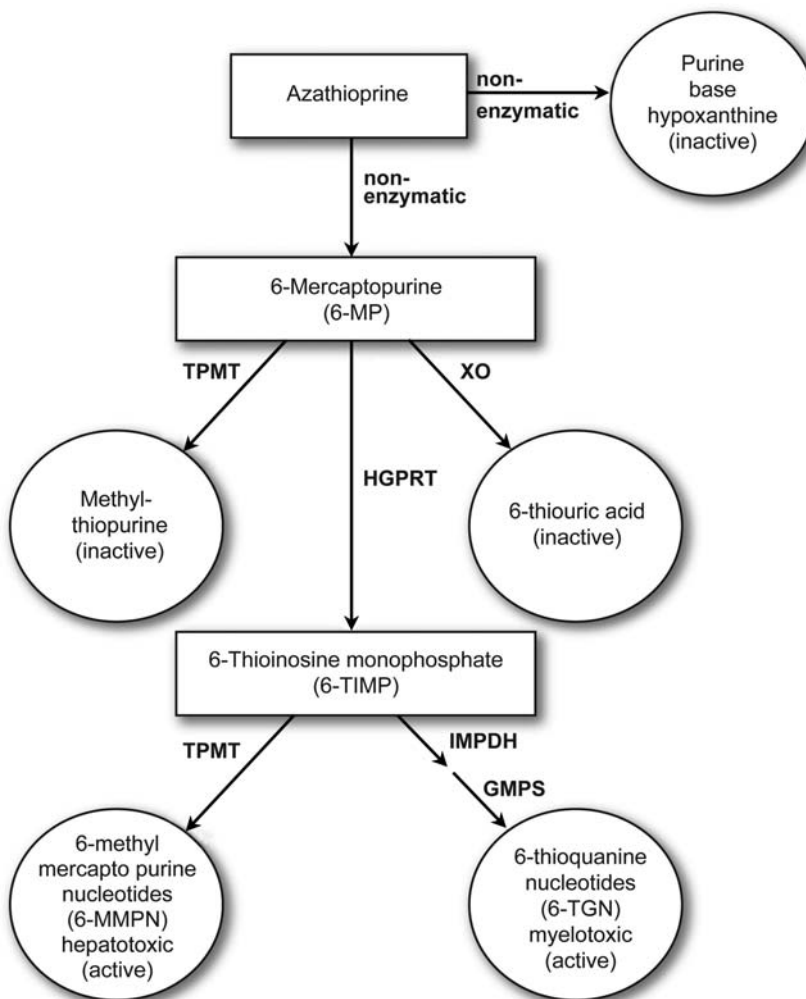 Azathioprine
non-
enzymatic
Purine
base
hypoxanthine
(inactive)
non-
enzymatic
6-Mercaptopurine
(6-MP)
TPMT
XO
HGPRT
Methyl-
thiopurine
(inactive)
6-thiouric acid
(inactive)
6-Thioinosine monophosphate
(6-TIMP)
TPMT
IMPDH
GMPS
6-methyl
mercapto purine
nucleotides
(6-MMPN)
hepatotoxic
(active)
6-thioquanine
nucleotides
(6-TGN)
myelotoxic
(active)